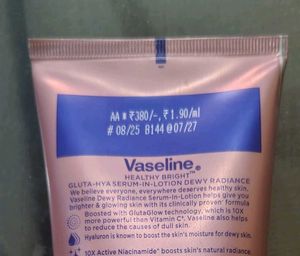 AA ■ ₹380/-, ₹ 1.90/ml
# 08/25 B144 @ 07/27
Vaseline®
HEALTHY BRIGHT™
GLUTA-HYA SERUM-IN-LOTION DEWY RADIANCE
We believe everyone, everywhere deserves healthy skin.
Vaseline Dewy Radiance Serum-In-Lotion helps give you
brighter & glowing skin with its clinically proven* formula
Boosted with GlutaGlow technology, which is 10X
more powerful than Vitamin C*. Vaseline also helps
to reduce the causes of dull skin.
Hyaluron is known to boost the skin's moisture for dewy skin.
10X Active Niacinamide* boosts skin's natural radiance.